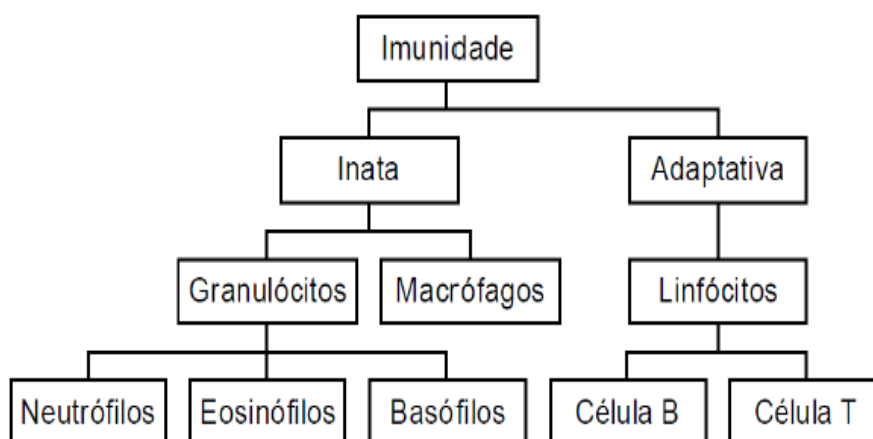 Imunidade
Inata
Adaptativa
Granulócitos
Macrófagos
Linfócitos
Neutrófilos
Eosinófilos
Basófilos
Célula B
Célula T